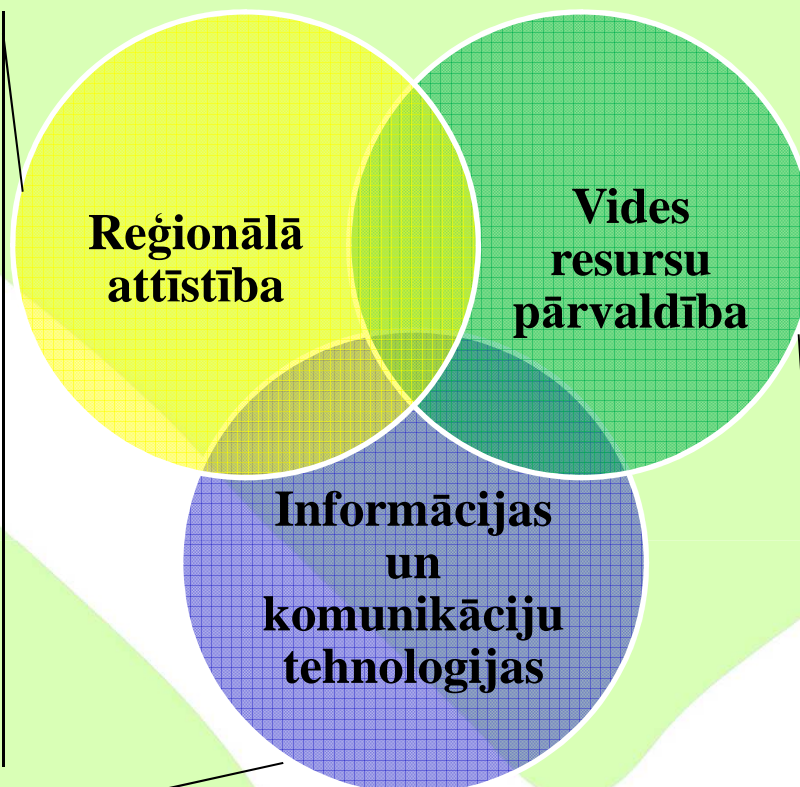 Reģionālā
attīstība
Vides
resursu
pārvaldība
Informācijas
un
komunikāciju
tehnologijas